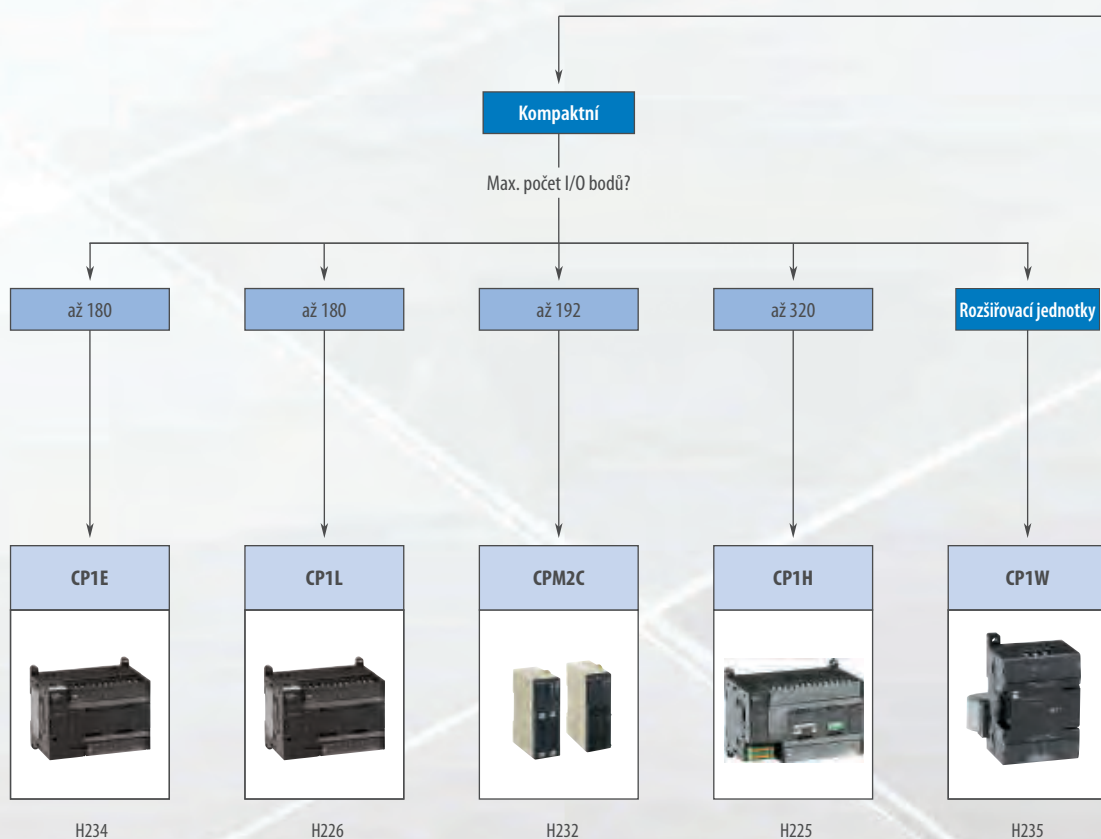 Kompaktní
Max. počet I/O bodů?
až 180
až 180
až 192
až 320
Rozšiřovací jednotky
CP1E
CP1L
CPM2C
CP1H
CP1W
H234
H226
H232
H225
H235